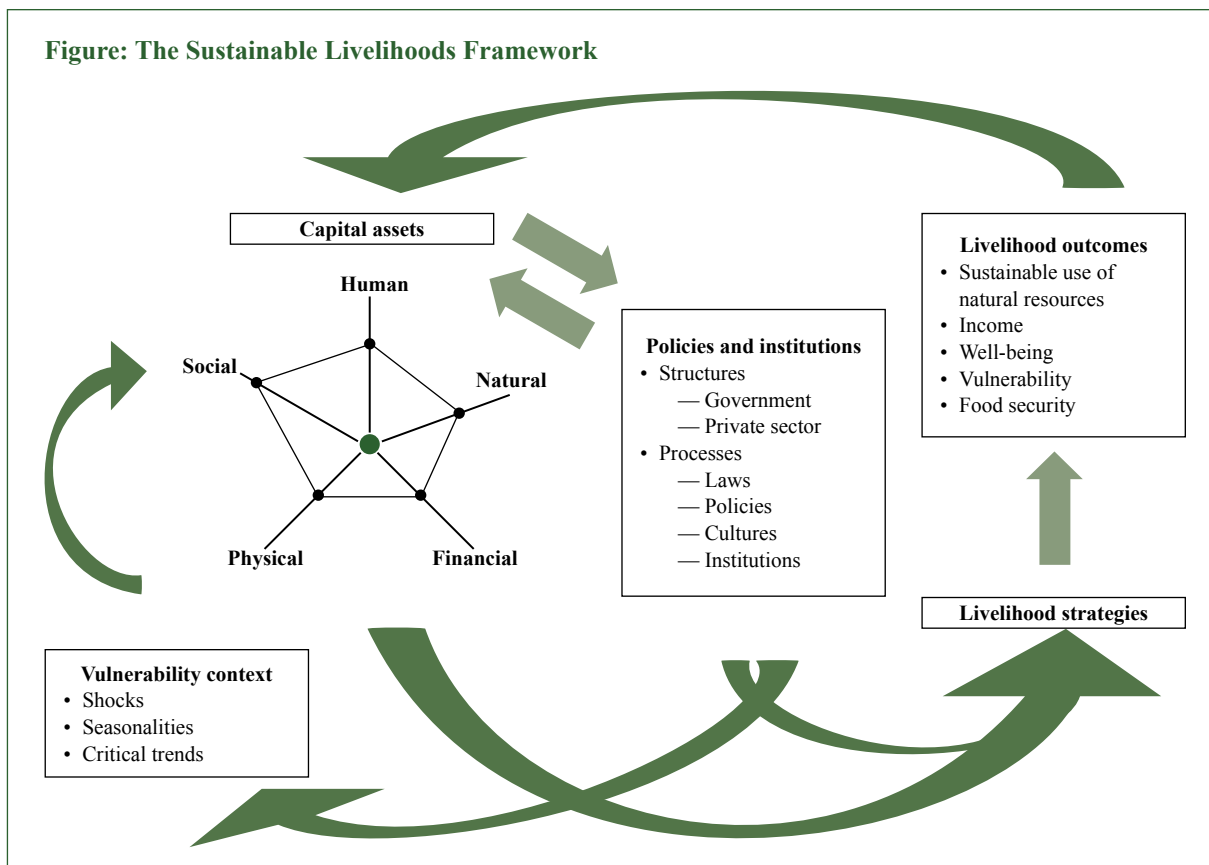 Figure: The Sustainable Livelihoods Framework
Capital assets
Human
Social
Natural
Physical
Financial
Policies and institutions
• Structures
— Government
— Private sector
• Processes
— Laws
— Policies
— Cultures
— Institutions
Livelihood outcomes
• Sustainable use of
natural resources
• Income
• Well-being
• Vulnerability
• Food security
Livelihood strategies
Vulnerability context
• Shocks
• Seasonalities
• Critical trends